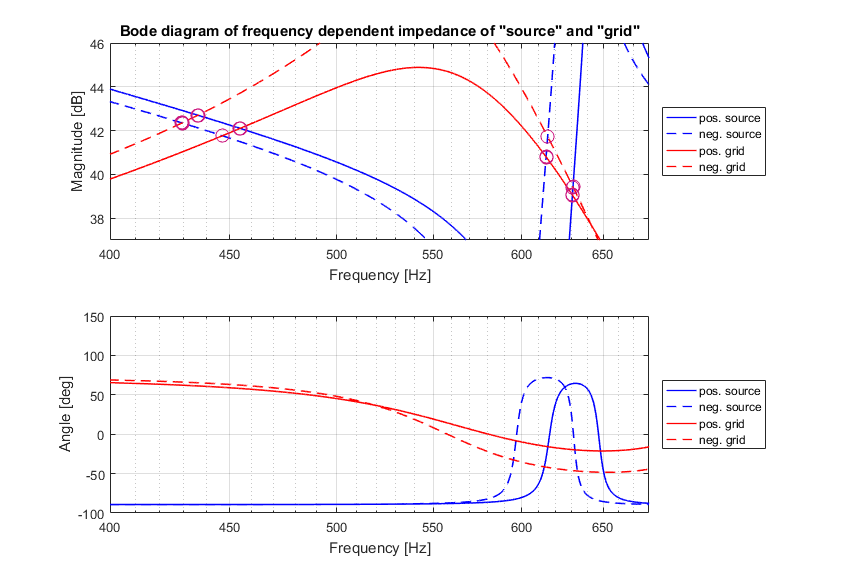 Bode diagram of frequency dependent impedance of "source" and "grid"
46
44
42
40
38
Magnitude [dB]
400
450
500
550
600
650
Frequency [Hz]
pos. source
neg. source
pos. grid
neg. grid
150
100
50
0
-50
-100
Angle [deg]
400
450
500
550
600
650
Frequency [Hz]
pos. source
neg. source
pos. grid
neg. grid